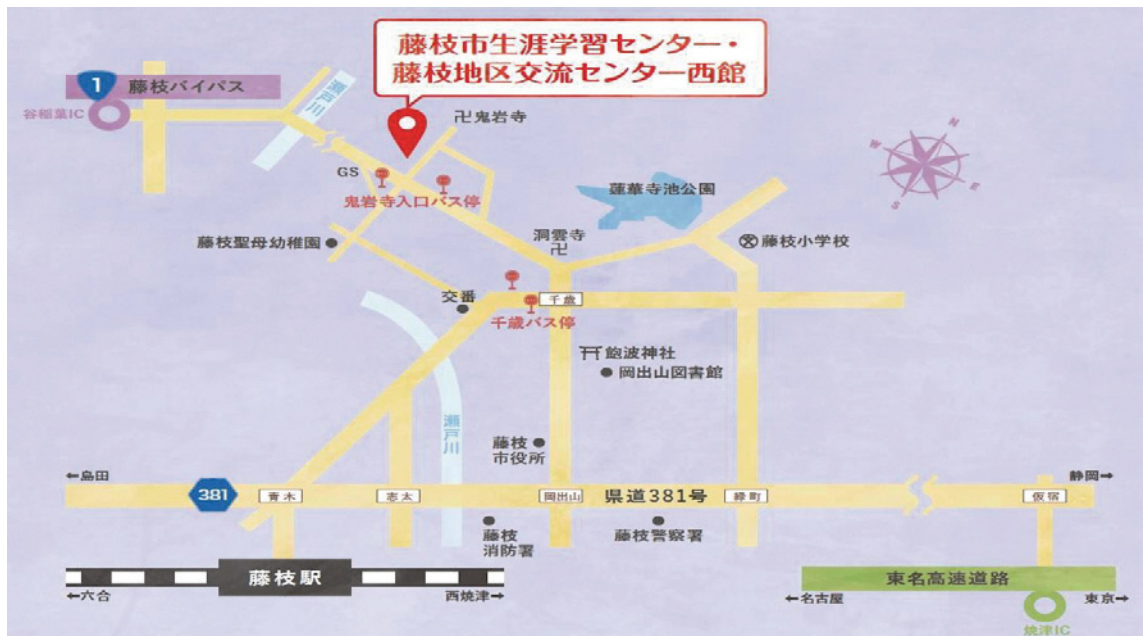 藤枝市生涯学習センター・
藤枝地区交流センター西館
1
藤枝バイパス
谷稲葉IC
瀬戸川
卍鬼岩寺
GS
鬼岩寺入口バス停
蓮華寺池公園
N
W
E
S
藤枝聖母幼稚園
洞雲寺
卍
藤枝小学校
交番
千歳
千歳バス停
飽波神社
岡出山図書館
瀬戸川
藤枝
市役所
←島田
静岡→
381
青木
志太
岡出山
県道381号
緑町
仮宿
藤枝
消防署
藤枝警察署
藤枝駅
←六合
西焼津→
東名高速道路
←名古屋
東京→
焼津IC